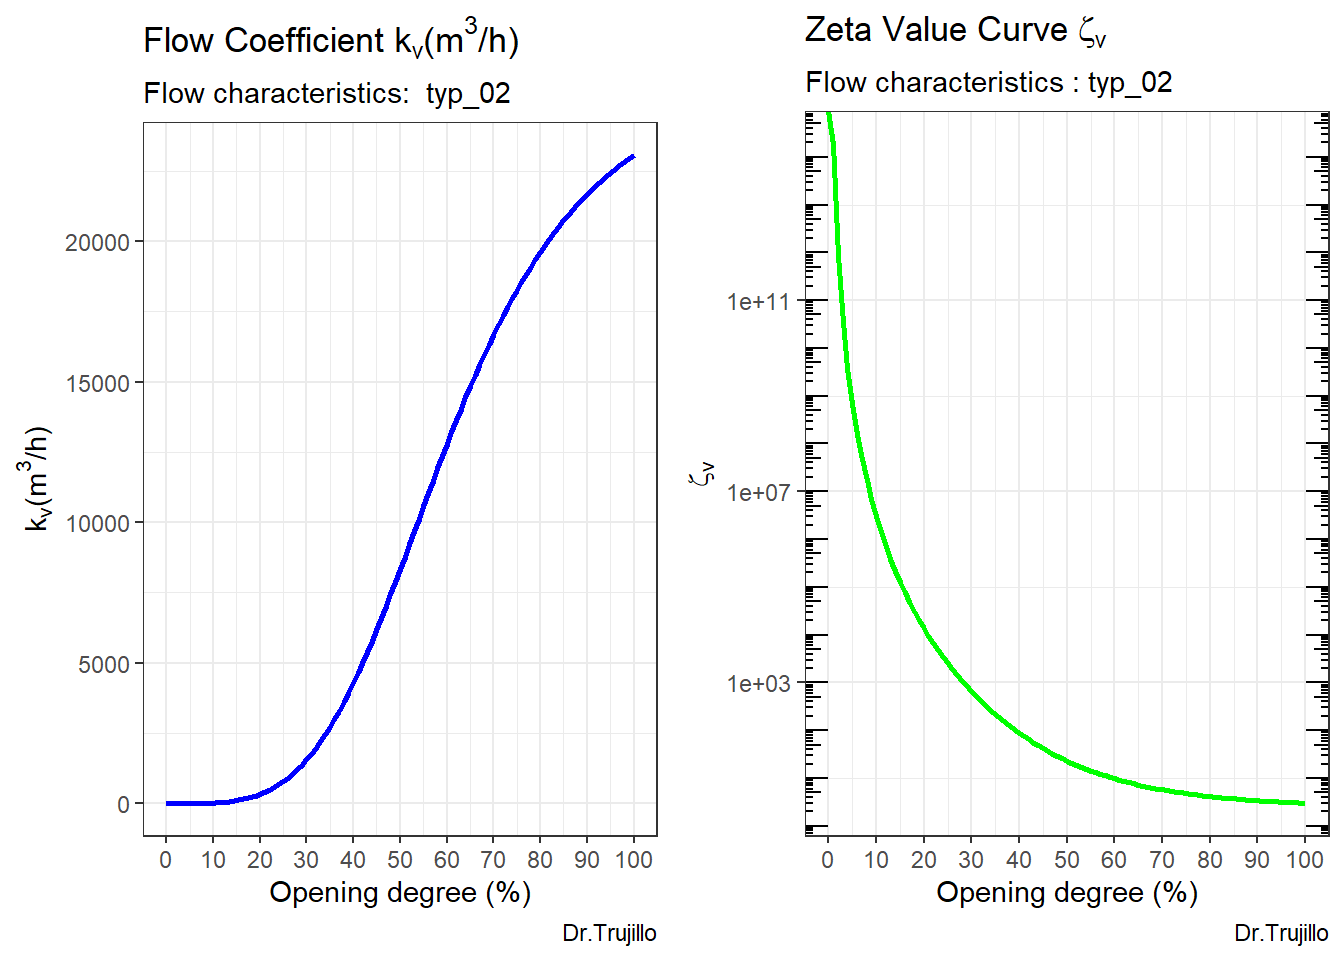 Flow Coefficient kᵥ(m³/h)
Flow characteristics:  typ_02
kᵥ(m³/h)
20000
15000
10000
5000
0
0 10 20 30 40 50 60 70 80 90 100
Opening degree (%)
Dr.Trujillo
Zeta Value Curve ζᵥ
Flow characteristics : typ_02
ζᵥ
1e+11
1e+07
1e+03
0 10 20 30 40 50 60 70 80 90 100
Opening degree (%)
Dr.Trujillo